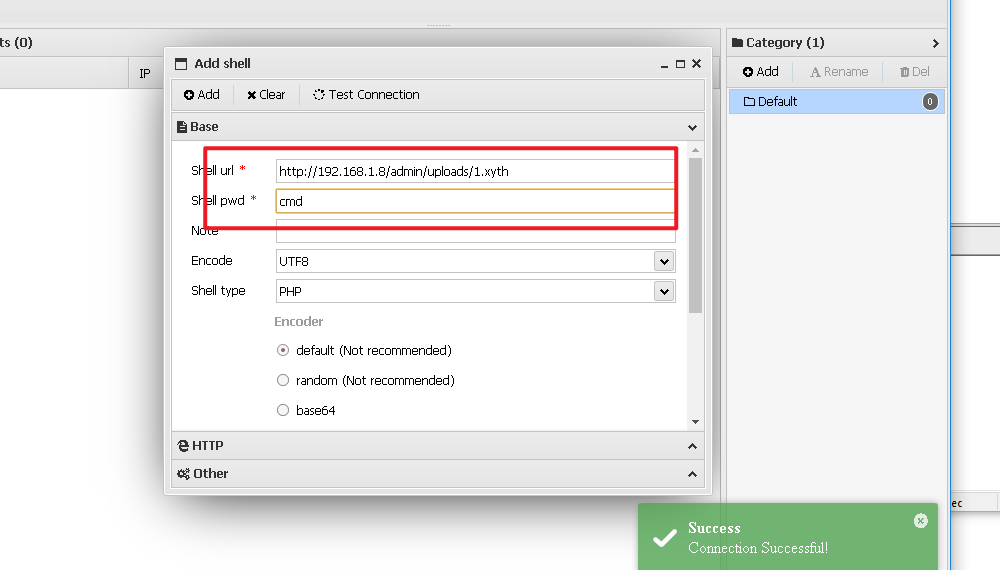 ts (0)
IP
Add shell
Add Clear Test Connection
Base
Shell url *
http://192.168.1.8/admin/uploads/1.xyth
Shell pwd *
cmd
Note
Encode
UTF8
Shell type
PHP
Encoder
default (Not recommended)
random (Not recommended)
base64
HTTP
Other
Category (1)
Add Rename Del
Default 0
ec
Success
Connection Successful!